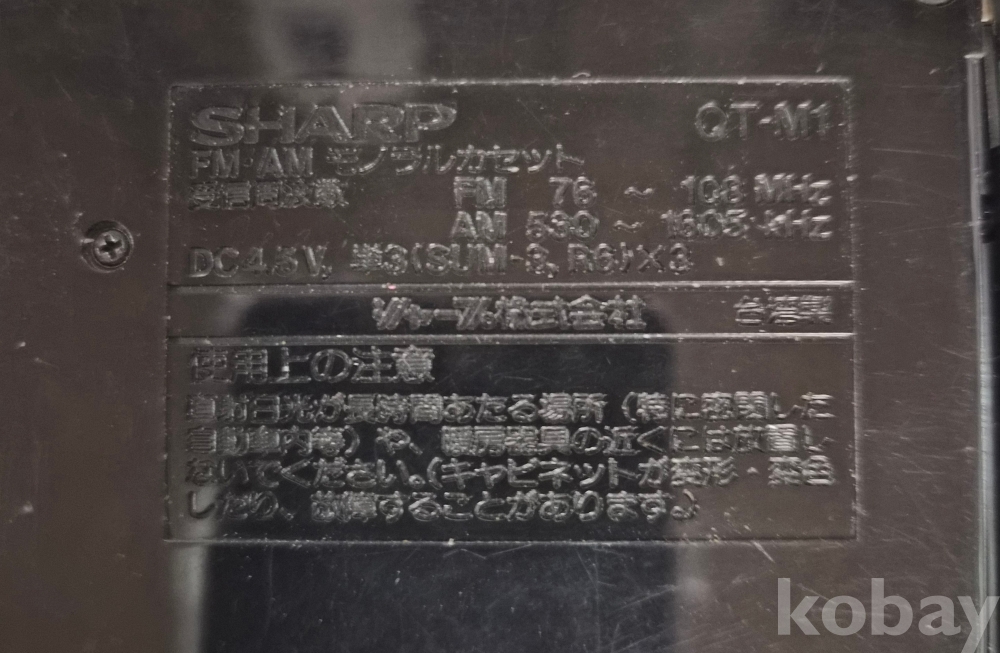 SHARP QT-M1
FM・AM モノラルカセット
受信周波数 FM 76 ～ 108 MHz
AM 530 ～ 1605 kHz
DC4.5V, 単3(SUM-3, R6)×3
シャープ株式会社 台湾製
使用上の注意
直射日光が長時間あたる場所(特に密閉した
自動車内等)や、暖房器具の近くには放置し
ないでください。(キャビネットが変形・変色
したり、故障することがあります。)
kobay